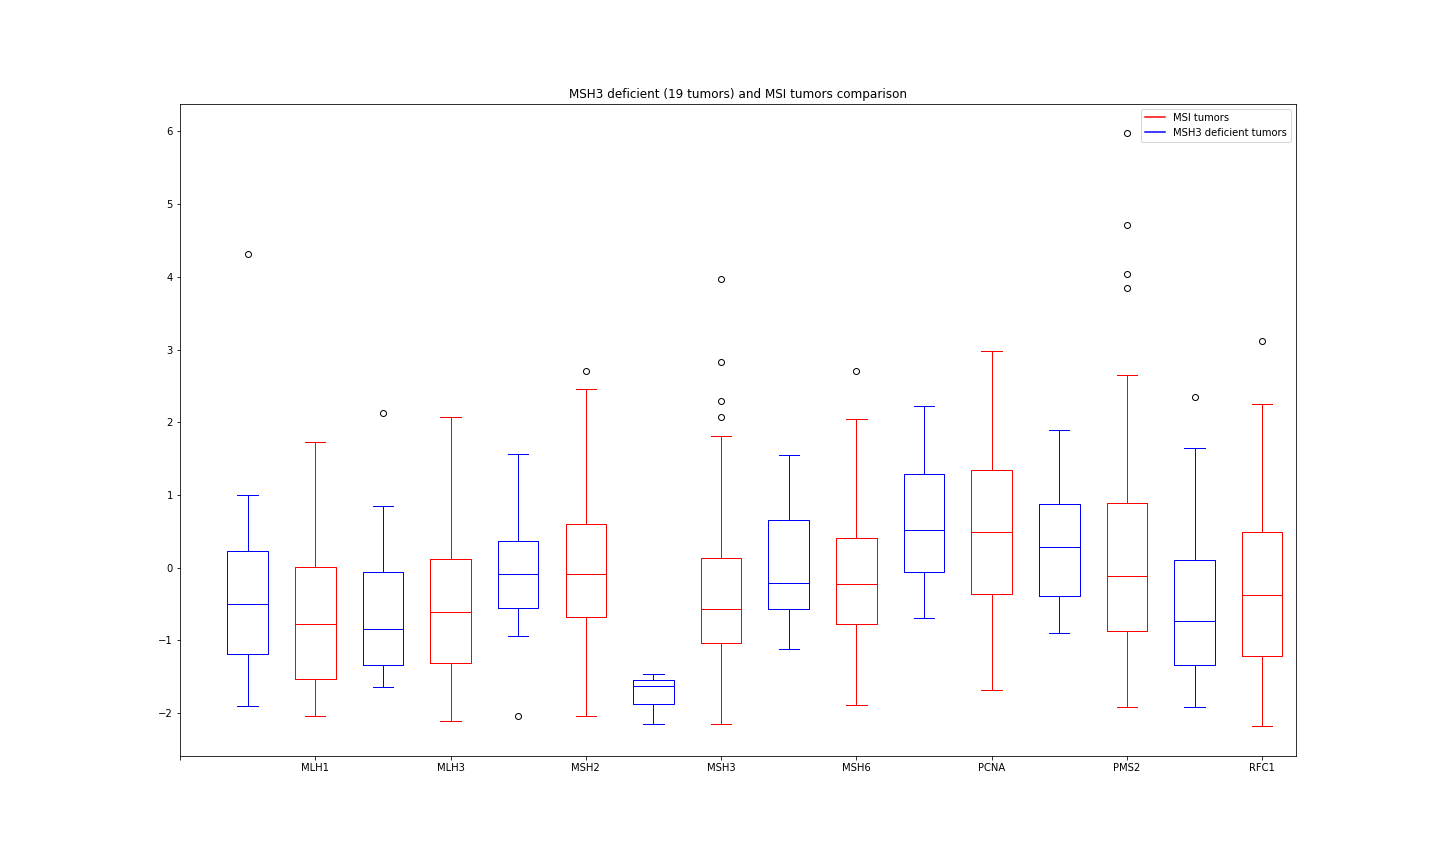 MSH3 deficient (19 tumors) and MSI tumors comparison
MSI tumors
MSH3 deficient tumors
6
5
4
3
2
1
0
−1
−2
MLH1 MLH3 MSH2 MSH3 MSH6 PCNA PMS2 RFC1